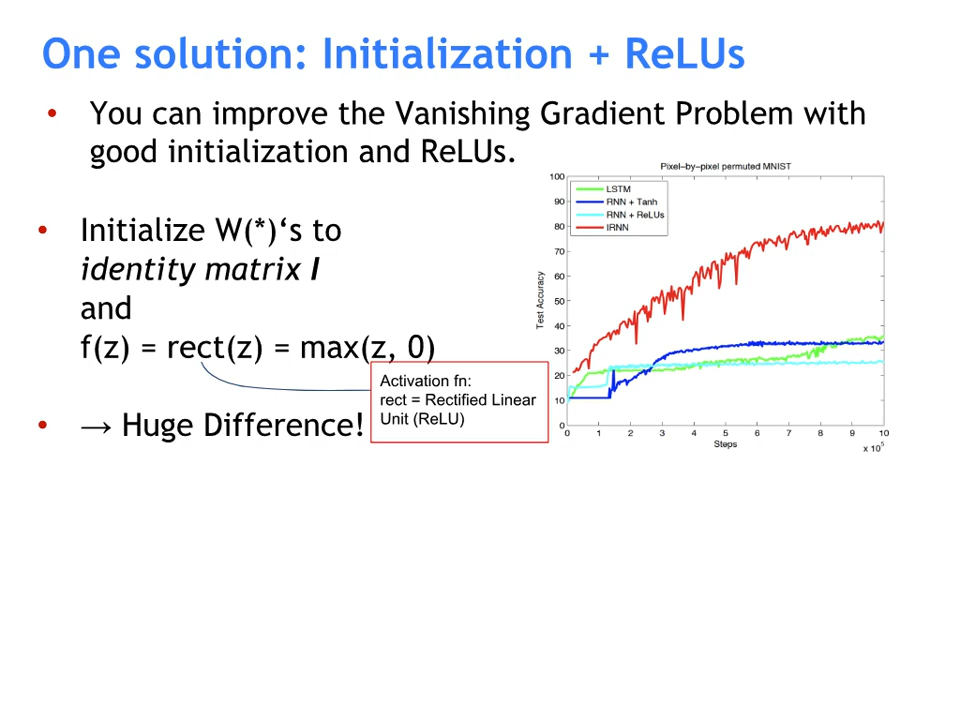 One solution: Initialization + ReLUs
• You can improve the Vanishing Gradient Problem with
good initialization and ReLUs.
• Initialize W(*)‘s to
identity matrix I
and
f(z) = rect(z) = max(z, 0)
Activation fn:
rect = Rectified Linear
Unit (ReLU)
• → Huge Difference!
Pixel−by−pixel permuted MNIST
LSTM
RNN + Tanh
RNN + ReLUs
IRNN
Test Accuracy
100
90
80
70
60
50
40
30
20
10
0
0 1 2 3 4 5 6 7 8 9 10
Steps
x 10⁵